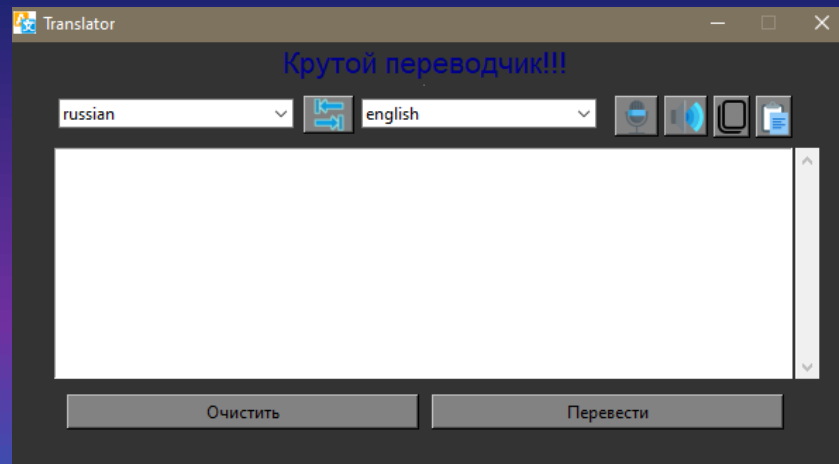 Translator
Крутой переводчик!!!
russian english
Очистить Перевести